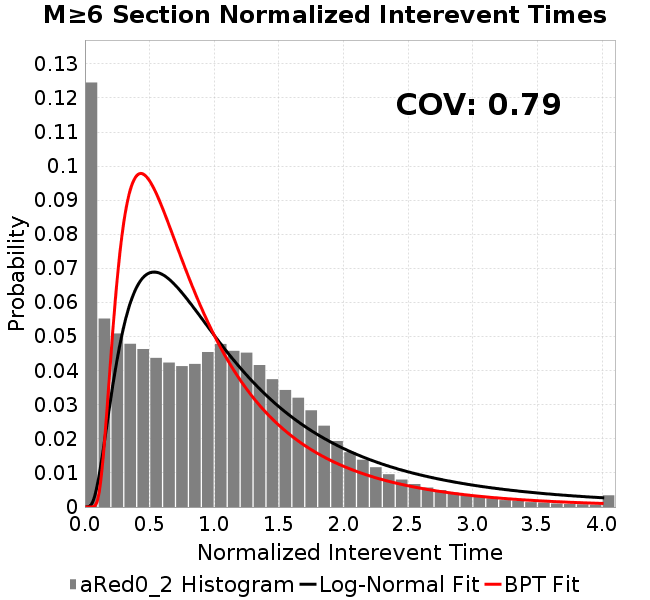 M≥6 Section Normalized Interevent Times
COV: 0.79
Probability
0.13
0.12
0.11
0.1
0.09
0.08
0.07
0.06
0.05
0.04
0.03
0.02
0.01
0
0.0 0.5 1.0 1.5 2.0 2.5 3.0 3.5 4.0
Normalized Interevent Time
aRed0_2 Histogram Log-Normal Fit BPT Fit